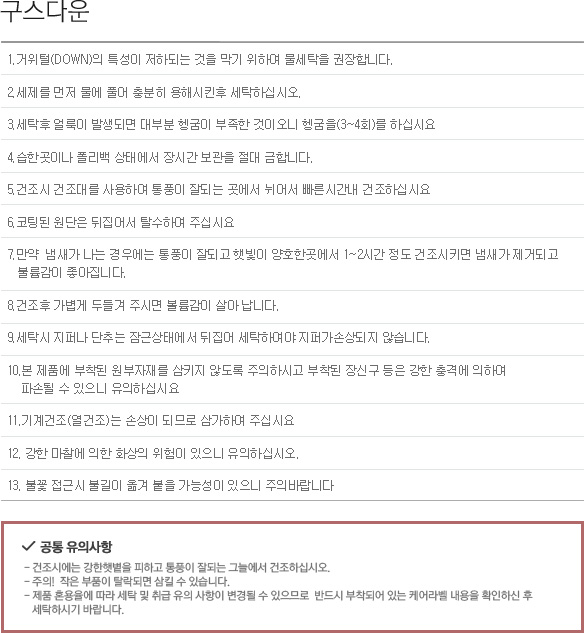 구스다운
1.거위털(DOWN)의 특성이 저하되는 것을 막기 위하여 물세탁을 권장합니다.
2.세제를 먼저 물에 풀어 충분히 용해시킨후 세탁하십시오.
3.세탁후 얼룩이 발생되면 대부분 헹굼이 부족한 것이오니 헹굼을(3~4회)를 하십시요
4.습한곳이나 폴리백 상태에서 장시간 보관을 절대 금합니다.
5.건조시 건조대를 사용하여 통풍이 잘되는 곳에서 뉘어서 빠른시간내 건조하십시요
6.코팅된 원단은 뒤집어서 탈수하여 주십시요
7.만약 냄새가 나는 경우에는 통풍이 잘되고 햇빛이 양호한곳에서 1~2시간 정도 건조시키면 냄새가 제거되고
볼륨감이 좋아집니다.
8.건조후 가볍게 두들겨 주시면 볼륨감이 살아 납니다.
9.세탁시 지퍼나 단추는 잠근상태에서 뒤집어 세탁하여야 지퍼가손상되지 않습니다.
10.본 제품에 부착된 원부자재를 삼키지 않도록 주의하시고 부착된 장신구 등은 강한 충격에 의하여
파손될 수 있으니 유의하십시요
11.기계건조(열건조)는 손상이 되므로 삼가하여 주십시요
12. 강한 마찰에 의한 화상의 위험이 있으니 유의하십시오.
13. 불꽃 접근시 불길이 옮겨 붙을 가능성이 있으니 주의바랍니다
공통 유의사항
- 건조시에는 강한햇볕을 피하고 통풍이 잘되는 그늘에서 건조하십시오.
- 주의! 작은 부품이 탈락되면 삼킬 수 있습니다.
- 제품 혼용율에 따라 세탁 및 취급 유의 사항이 변경될 수 있으므로 반드시 부착되어 있는 케어라벨 내용을 확인하신 후
세탁하시기 바랍니다.